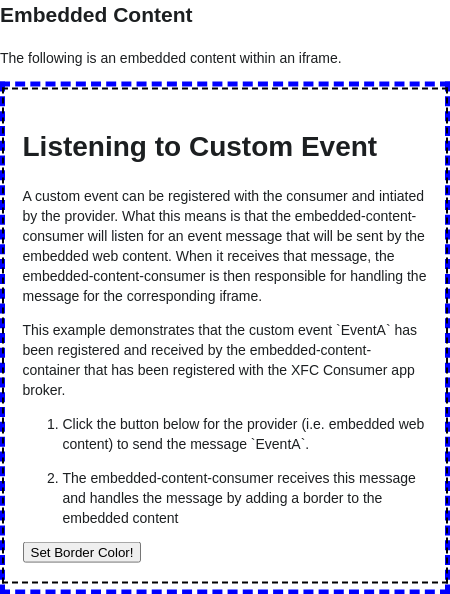 Embedded Content
The following is an embedded content within an iframe.
Listening to Custom Event
A custom event can be registered with the consumer and intiated
by the provider. What this means is that the embedded-content-
consumer will listen for an event message that will be sent by the
embedded web content. When it receives that message, the
embedded-content-consumer is then responsible for handling the
message for the corresponding iframe.
This example demonstrates that the custom event `EventA` has
been registered and received by the embedded-content-
container that has been registered with the XFC Consumer app
broker.
1. Click the button below for the provider (i.e. embedded web
content) to send the message `EventA`.
2. The embedded-content-consumer receives this message
and handles the message by adding a border to the
embedded content
Set Border Color!